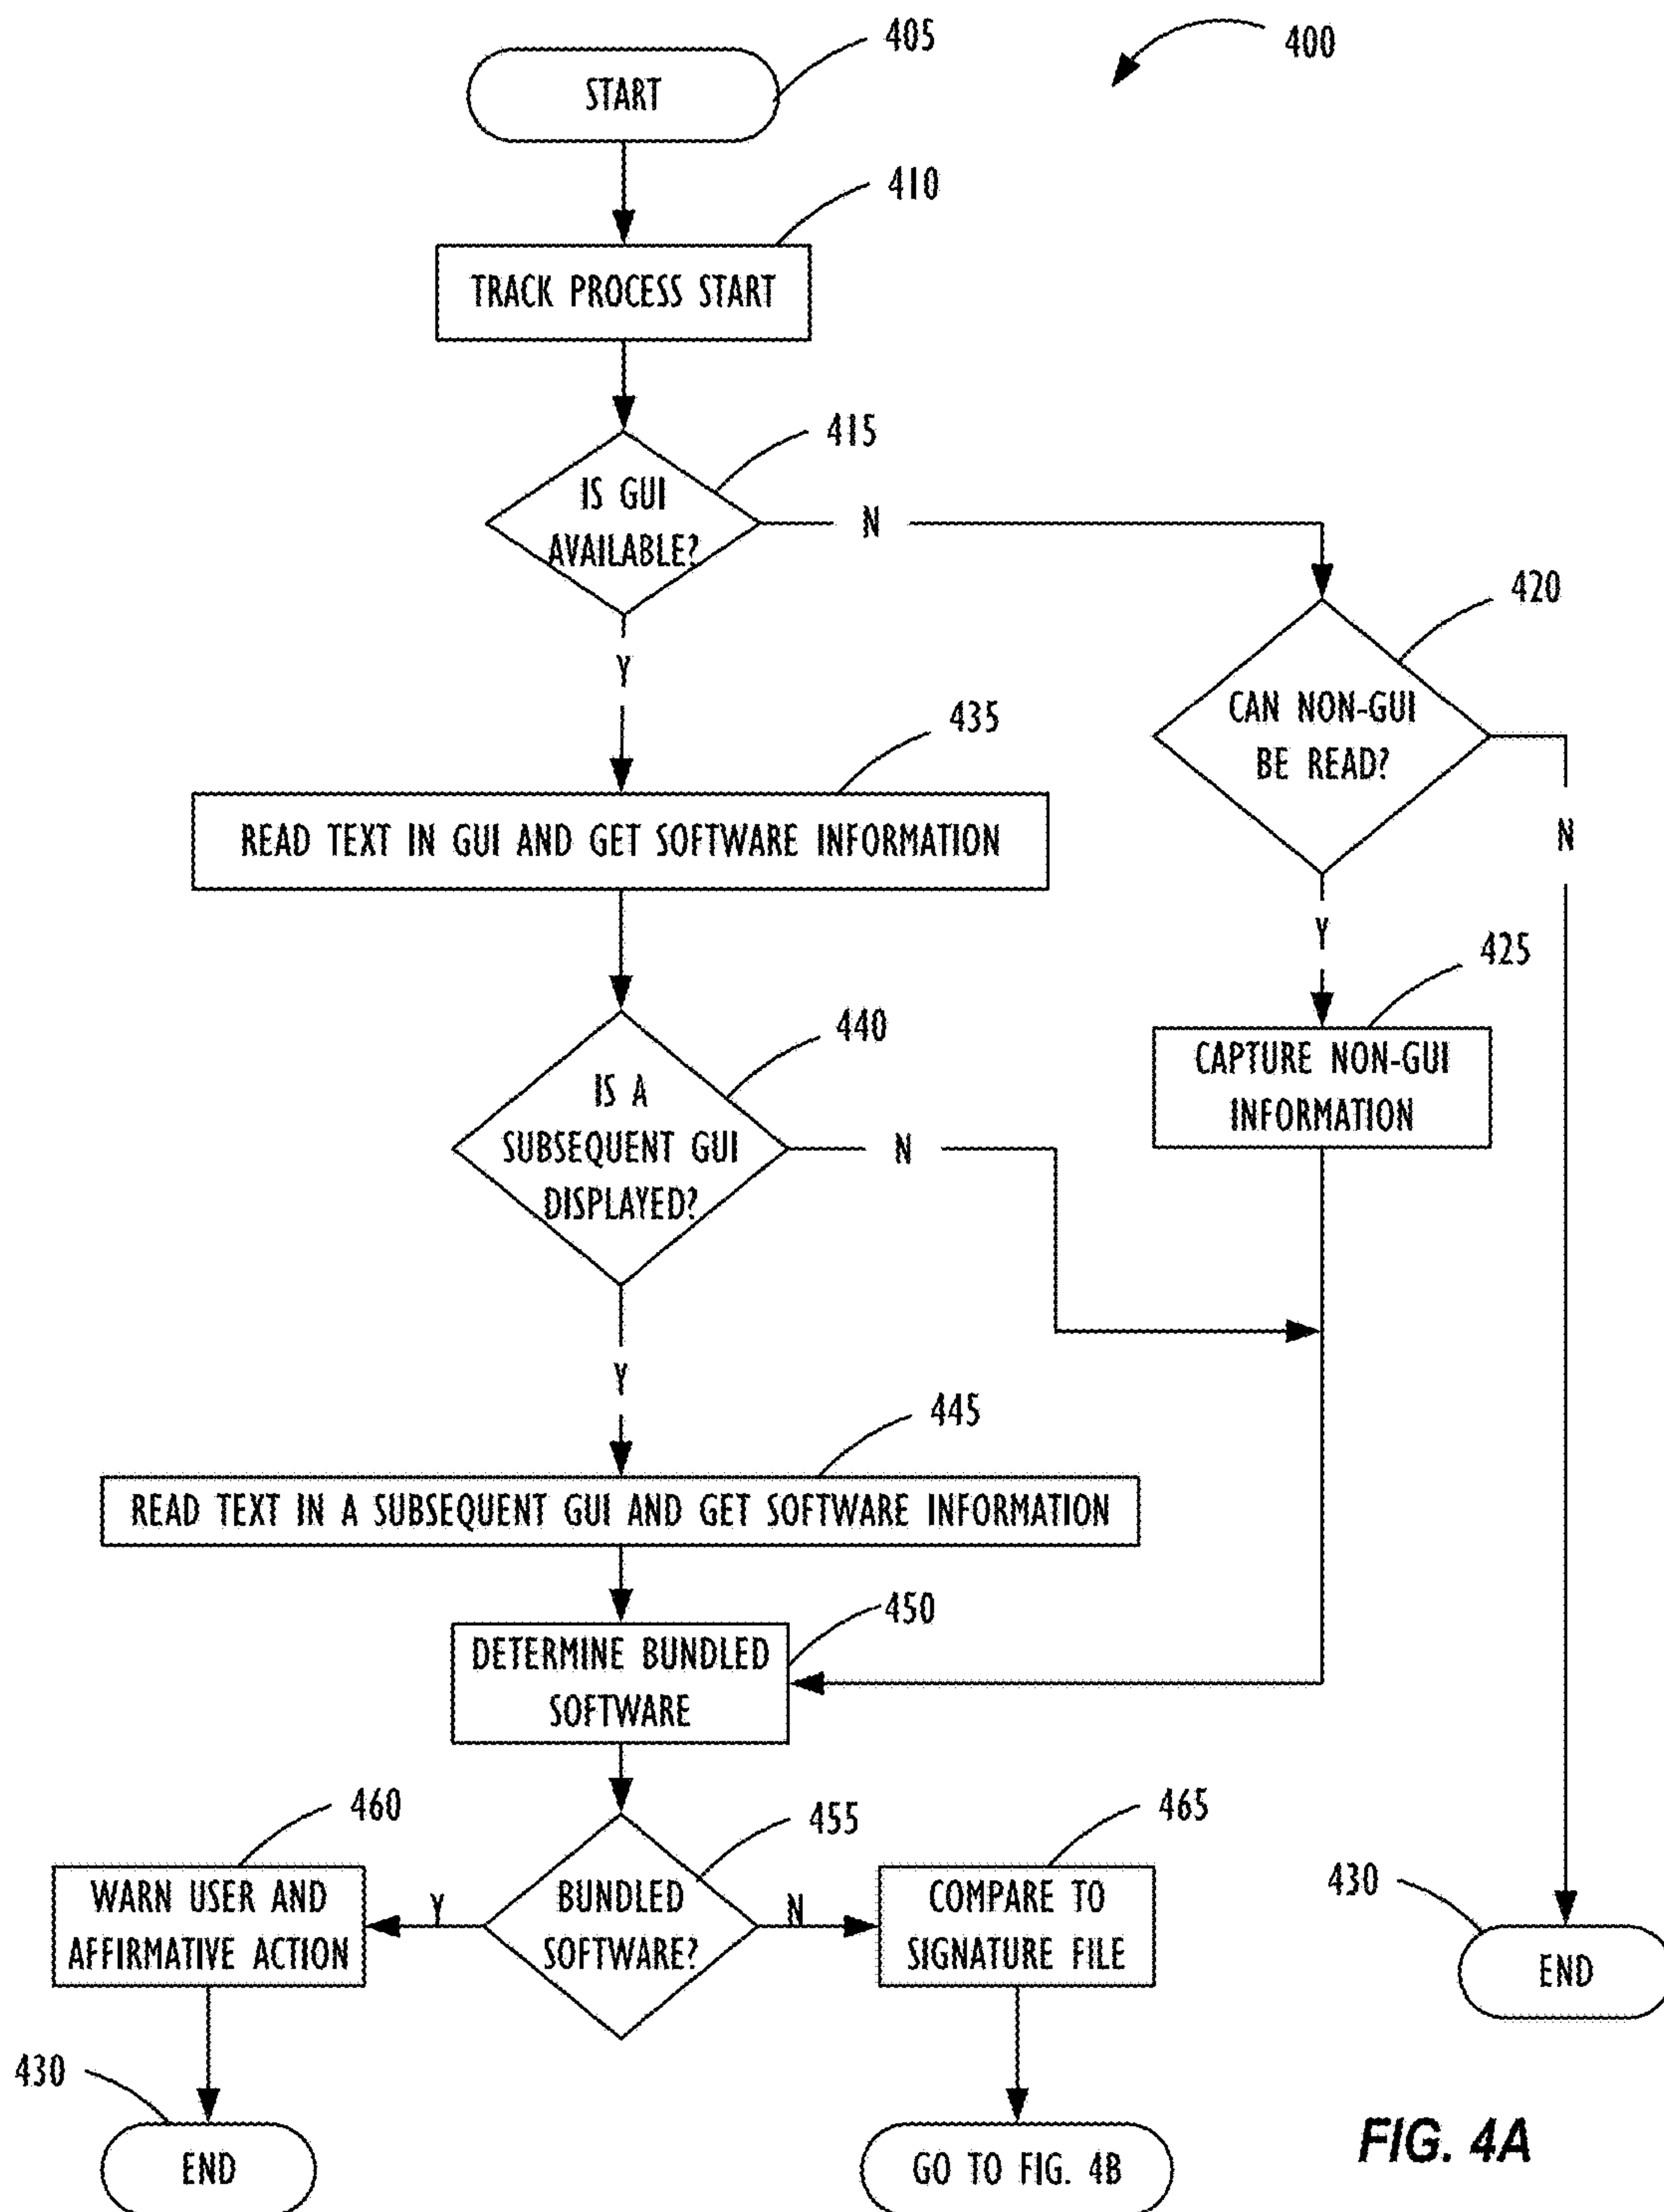 405
400
START
410
TRACK PROCESS START
415
IS GUI
AVAILABLE?
N
420
Y
CAN NON-GUI
BE READ?
435
N
READ TEXT IN GUI AND GET SOFTWARE INFORMATION
Y
425
440
CAPTURE NON-GUI
INFORMATION
IS A
SUBSEQUENT GUI
DISPLAYED?
N
Y
445
READ TEXT IN A SUBSEQUENT GUI AND GET SOFTWARE INFORMATION
450
DETERMINE BUNDLED
SOFTWARE
460
455
465
430
WARN USER AND
AFFIRMATIVE ACTION
Y
BUNDLED
SOFTWARE?
N
COMPARE TO
SIGNATURE FILE
END
430
END
GO TO FIG. 4B
FIG. 4A